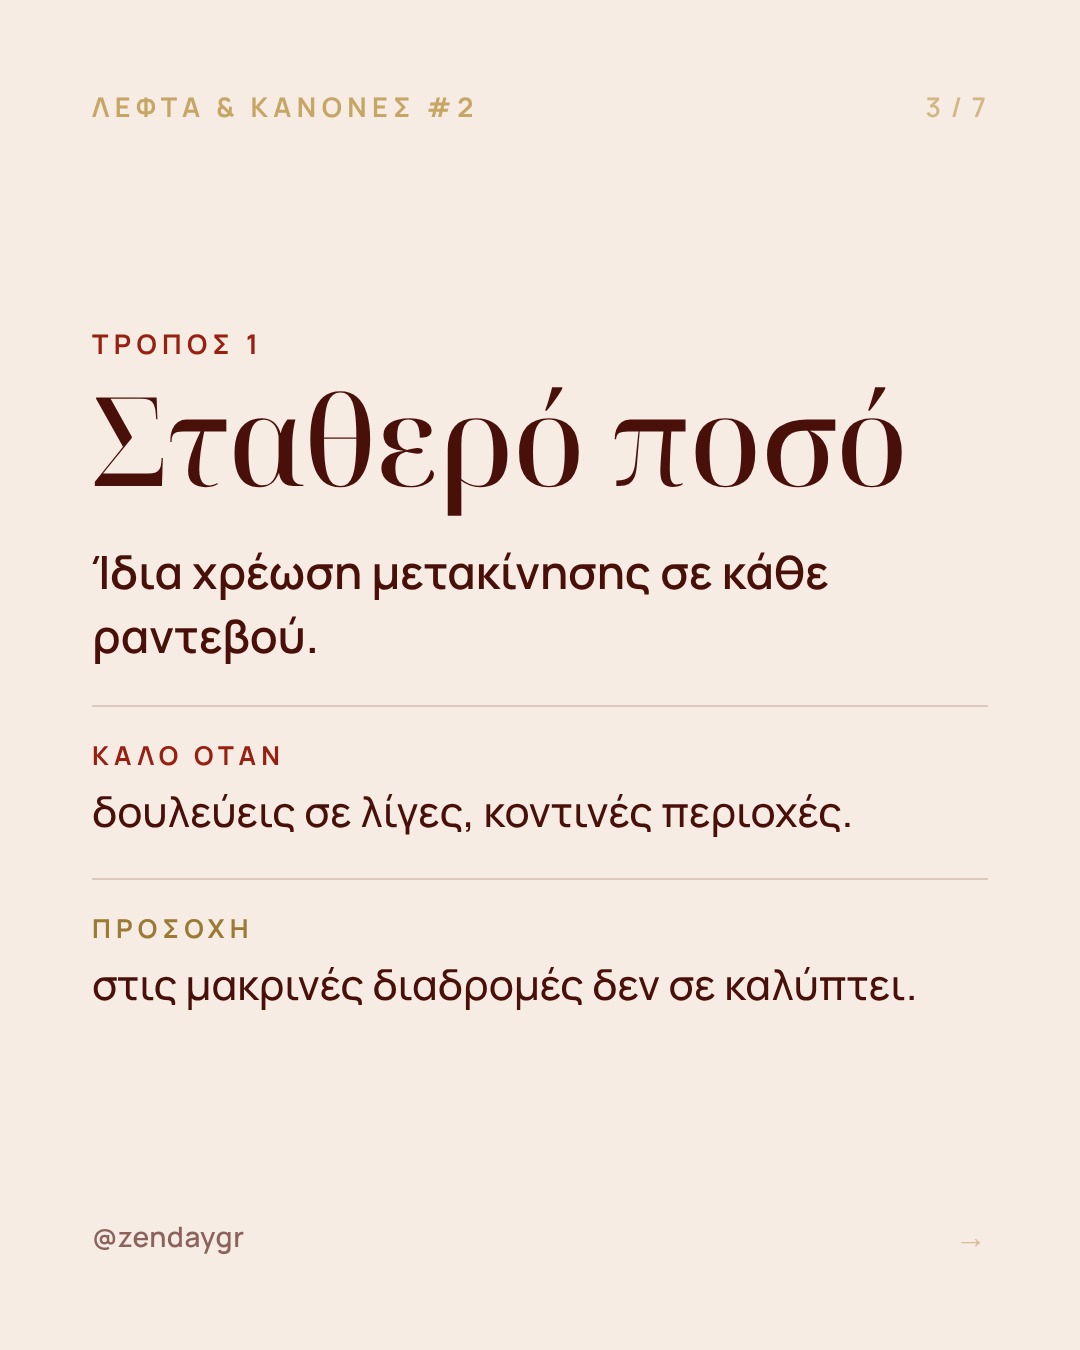 ΛΕΦΤΑ & ΚΑΝΟΝΕΣ #2
3 / 7
ΤΡΟΠΟΣ 1
Σταθερό ποσό
Ίδια χρέωση μετακίνησης σε κάθε
ραντεβού.
ΚΑΛΟ ΟΤΑΝ
δουλεύεις σε λίγες, κοντινές περιοχές.
ΠΡΟΣΟΧΗ
στις μακρινές διαδρομές δεν σε καλύπτει.
@zendaygr
→